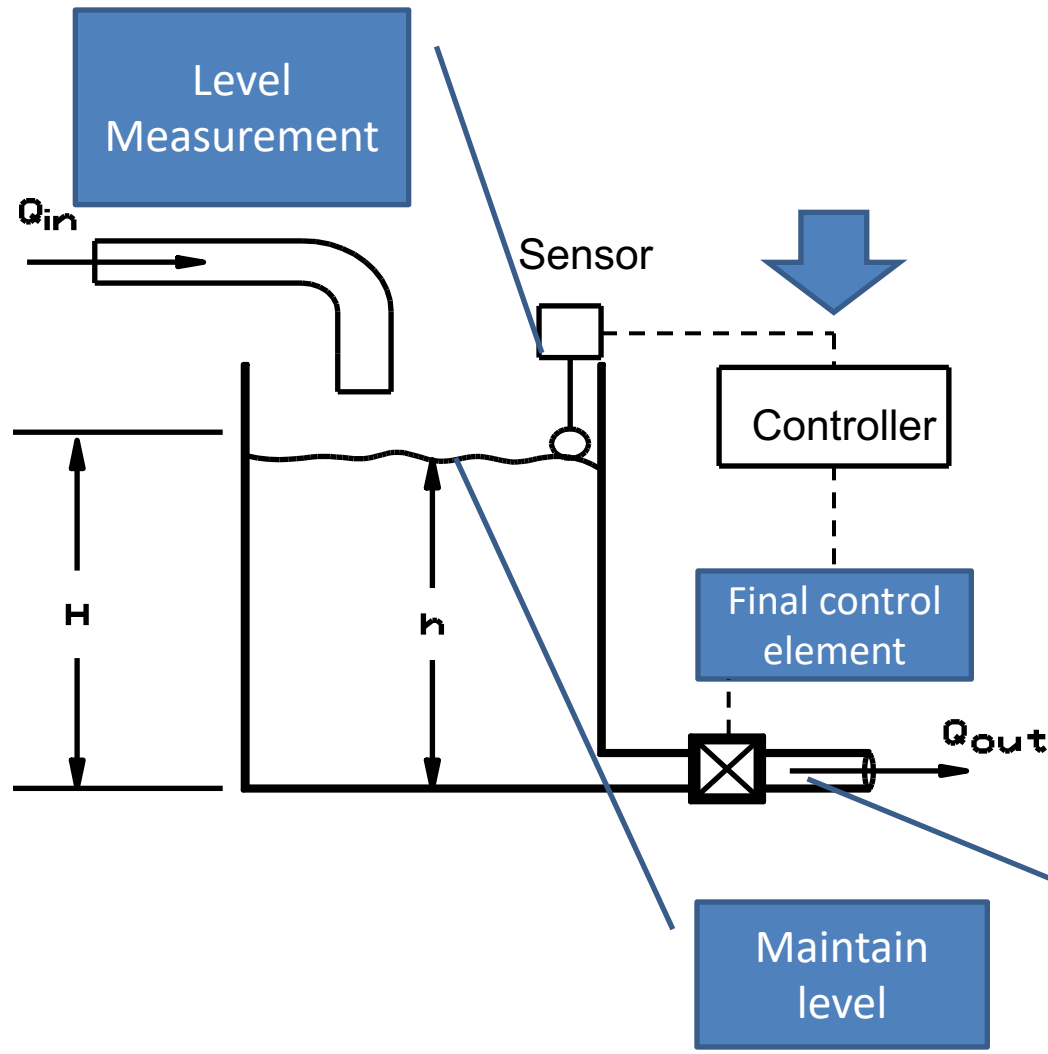 Level
Measurement
Qin
Sensor
Controller
H
h
Final control
element
Qout
Maintain
level